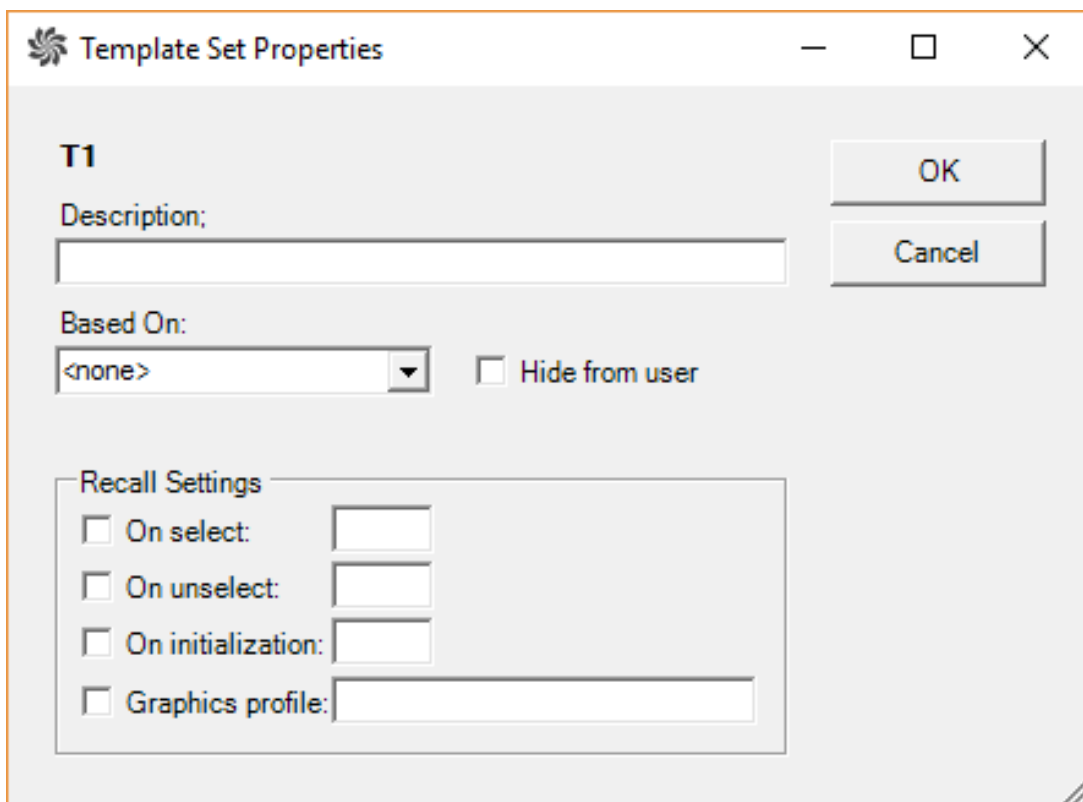 Template Set Properties
T1
OK
Description;
Cancel
Based On:
<none>
Hide from user
Recall Settings
On select:
On unselect:
On initialization:
Graphics profile: